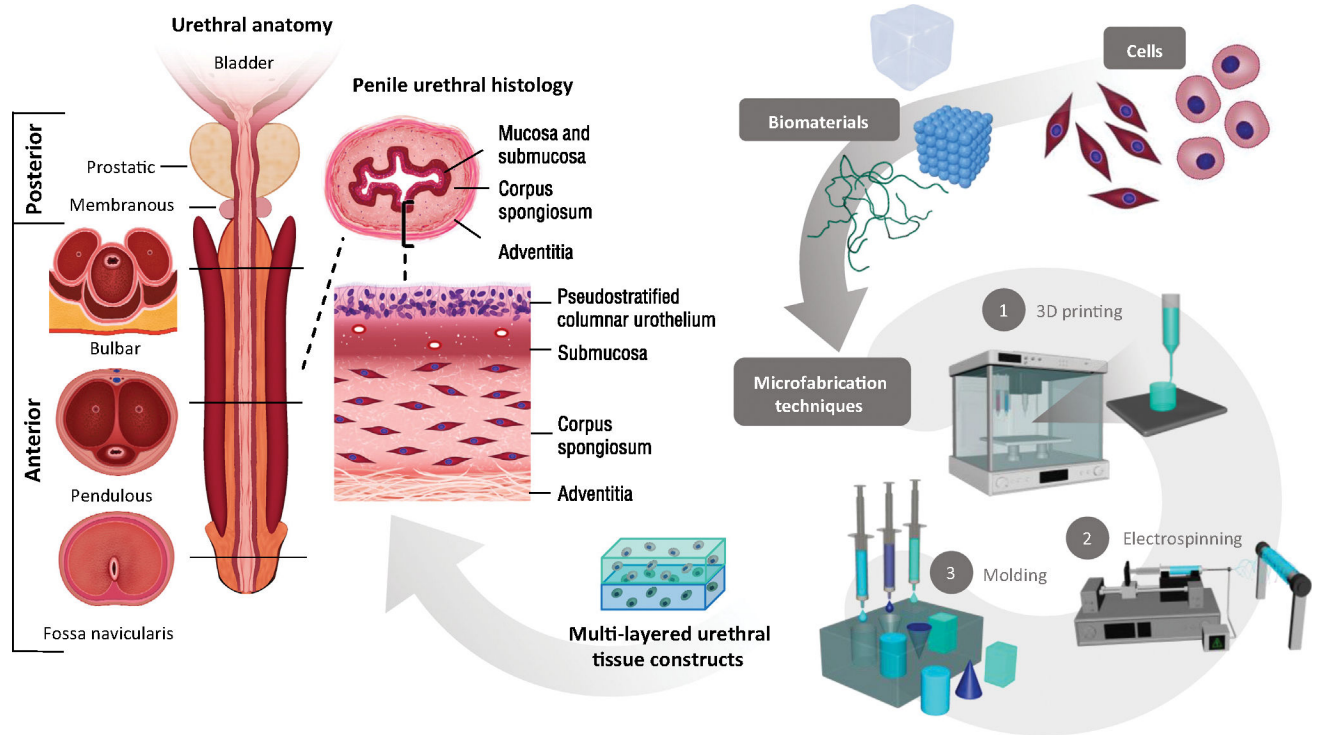 Urethral anatomy
Bladder
Posterior
Prostatic
Membranous
Anterior
Bulbar
Pendulous
Fossa navicularis
Penile urethral histology
Mucosa and
submucosa
Corpus
spongiosum
Adventitia
Pseudostratified
columnar urothelium
Submucosa
Corpus
spongiosum
Adventitia
Cells
Biomaterials
Microfabrication
techniques
1 3D printing
2 Electrospinning
3 Molding
Multi-layered urethral
tissue constructs